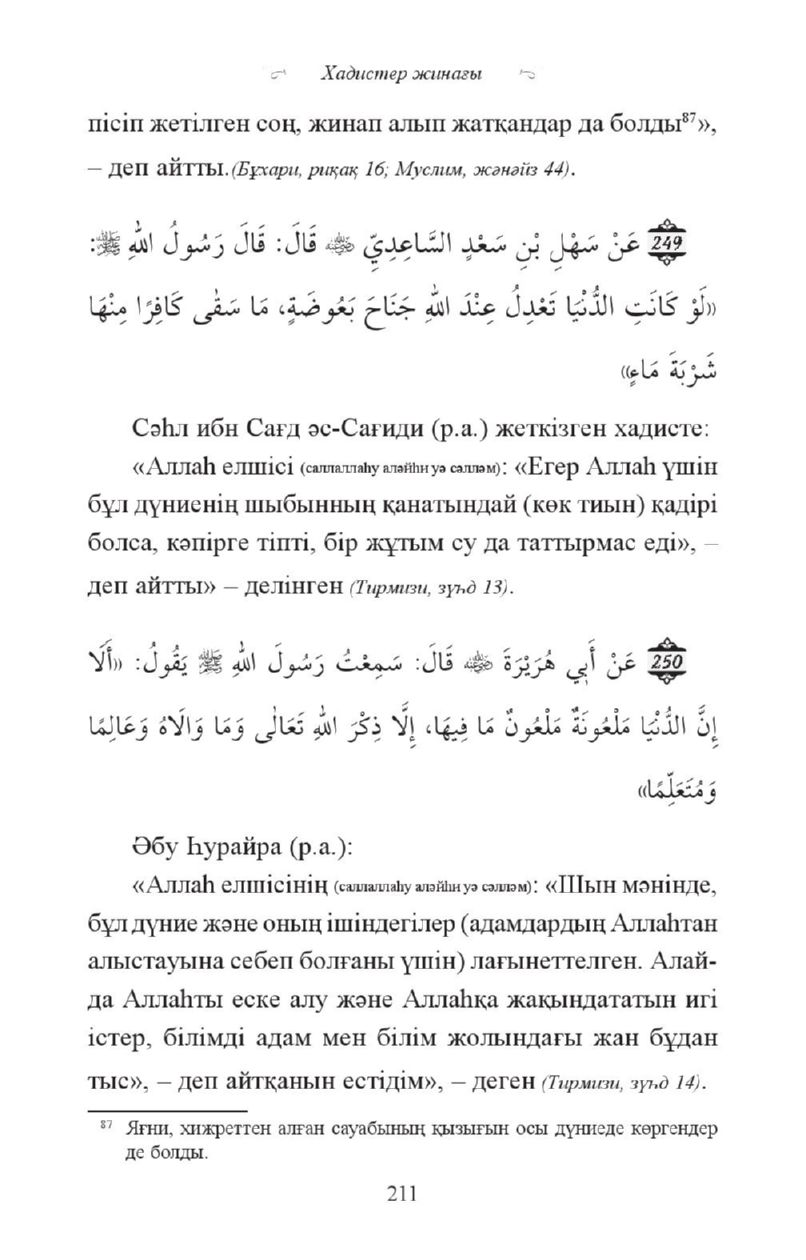 Хадистер жинағы
пісіп жетілген соң, жинап алып жатқандар да болды⁸⁷»,
– деп айтты. (Бұхари, риқақ 16; Муслим, жәнәйз 44).
249 عَنْ سَهْلِ بْنِ سَعْدٍ السَّاعِدِيِّ ﷺ قَالَ: قَالَ رَسُولُ اللهِ ﷺ:
«لَوْ كَانَتِ الدُّنْيَا تَعْدِلُ عِنْدَ اللهِ جَنَاحَ بَعُوضَةٍ، مَا سَقٰى كَافِرًا مِنْهَا
شَرْبَةَ مَاءٍ»
Сәһл ибн Сағд әс-Сағиди (р.а.) жеткізген хадисте:
«Аллаһ елшісі (саллаллаһу аләйһи уә сәлләм): «Егер Аллаһ үшін
бұл дүниенің шыбынның қанатындай (көк тиын) қадірі
болса, кәпірге тіпті, бір жұтым су да таттырмас еді», –
деп айтты» – делінген (Тирмизи, зүһд 13).
250 عَنْ أَبِي هُرَيْرَةَ ﷺ قَالَ: سَمِعْتُ رَسُولَ اللهِ ﷺ يَقُولُ: «أَلَا
إِنَّ الدُّنْيَا مَلْعُونَةٌ مَلْعُونٌ مَا فِيهَا، إِلَّا ذِكْرَ اللهِ تَعَالٰى وَمَا وَالَاهُ وَعَالِمًا
وَمُتَعَلِّمًا»
Әбу Һурайра (р.а.):
«Аллаһ елшісінің (саллаллаһу аләйһи уә сәлләм): «Шын мәнінде,
бұл дүние және оның ішіндегілер (адамдардың Аллаһтан
алыстауына себеп болғаны үшін) лағынеттелген. Алай-
да Аллаһты еске алу және Аллаһқа жақындататын игі
істер, білімді адам мен білім жолындағы жан бұдан
тыс», – деп айтқанын естідім», – деген (Тирмизи, зүһд 14).
⁸⁷ Яғни, хижреттен алған сауабының қызығын осы дүниеде көргендер
де болды.
211